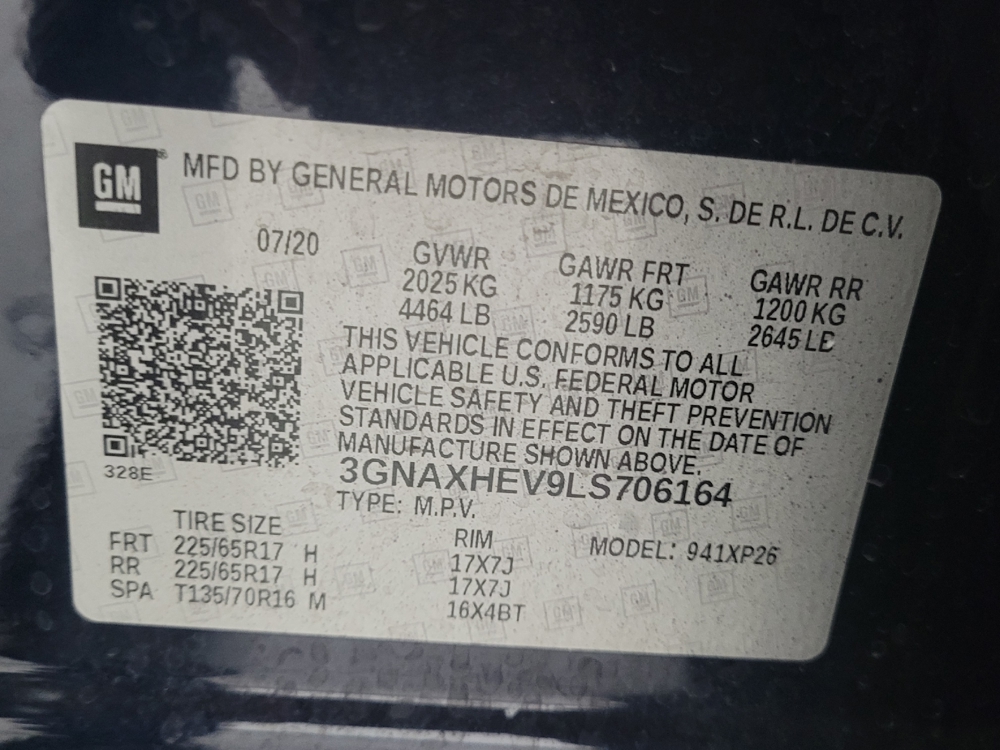 GM
MFD BY GENERAL MOTORS DE MEXICO, S. DE R.L. DE C.V.
07/20
GVWR GAWR FRT GAWR RR
2025 KG 1175 KG 1200 KG
4464 LB 2590 LB 2645 LB
THIS VEHICLE CONFORMS TO ALL
APPLICABLE U.S. FEDERAL MOTOR
VEHICLE SAFETY AND THEFT PREVENTION
STANDARDS IN EFFECT ON THE DATE OF
MANUFACTURE SHOWN ABOVE.
328E
3GNAXHEV9LS706164
TYPE: M.P.V.
TIRE SIZE RIM MODEL: 941XP26
FRT 225/65R17 H 17X7J
RR 225/65R17 H 17X7J
SPA T135/70R16 M 16X4BT